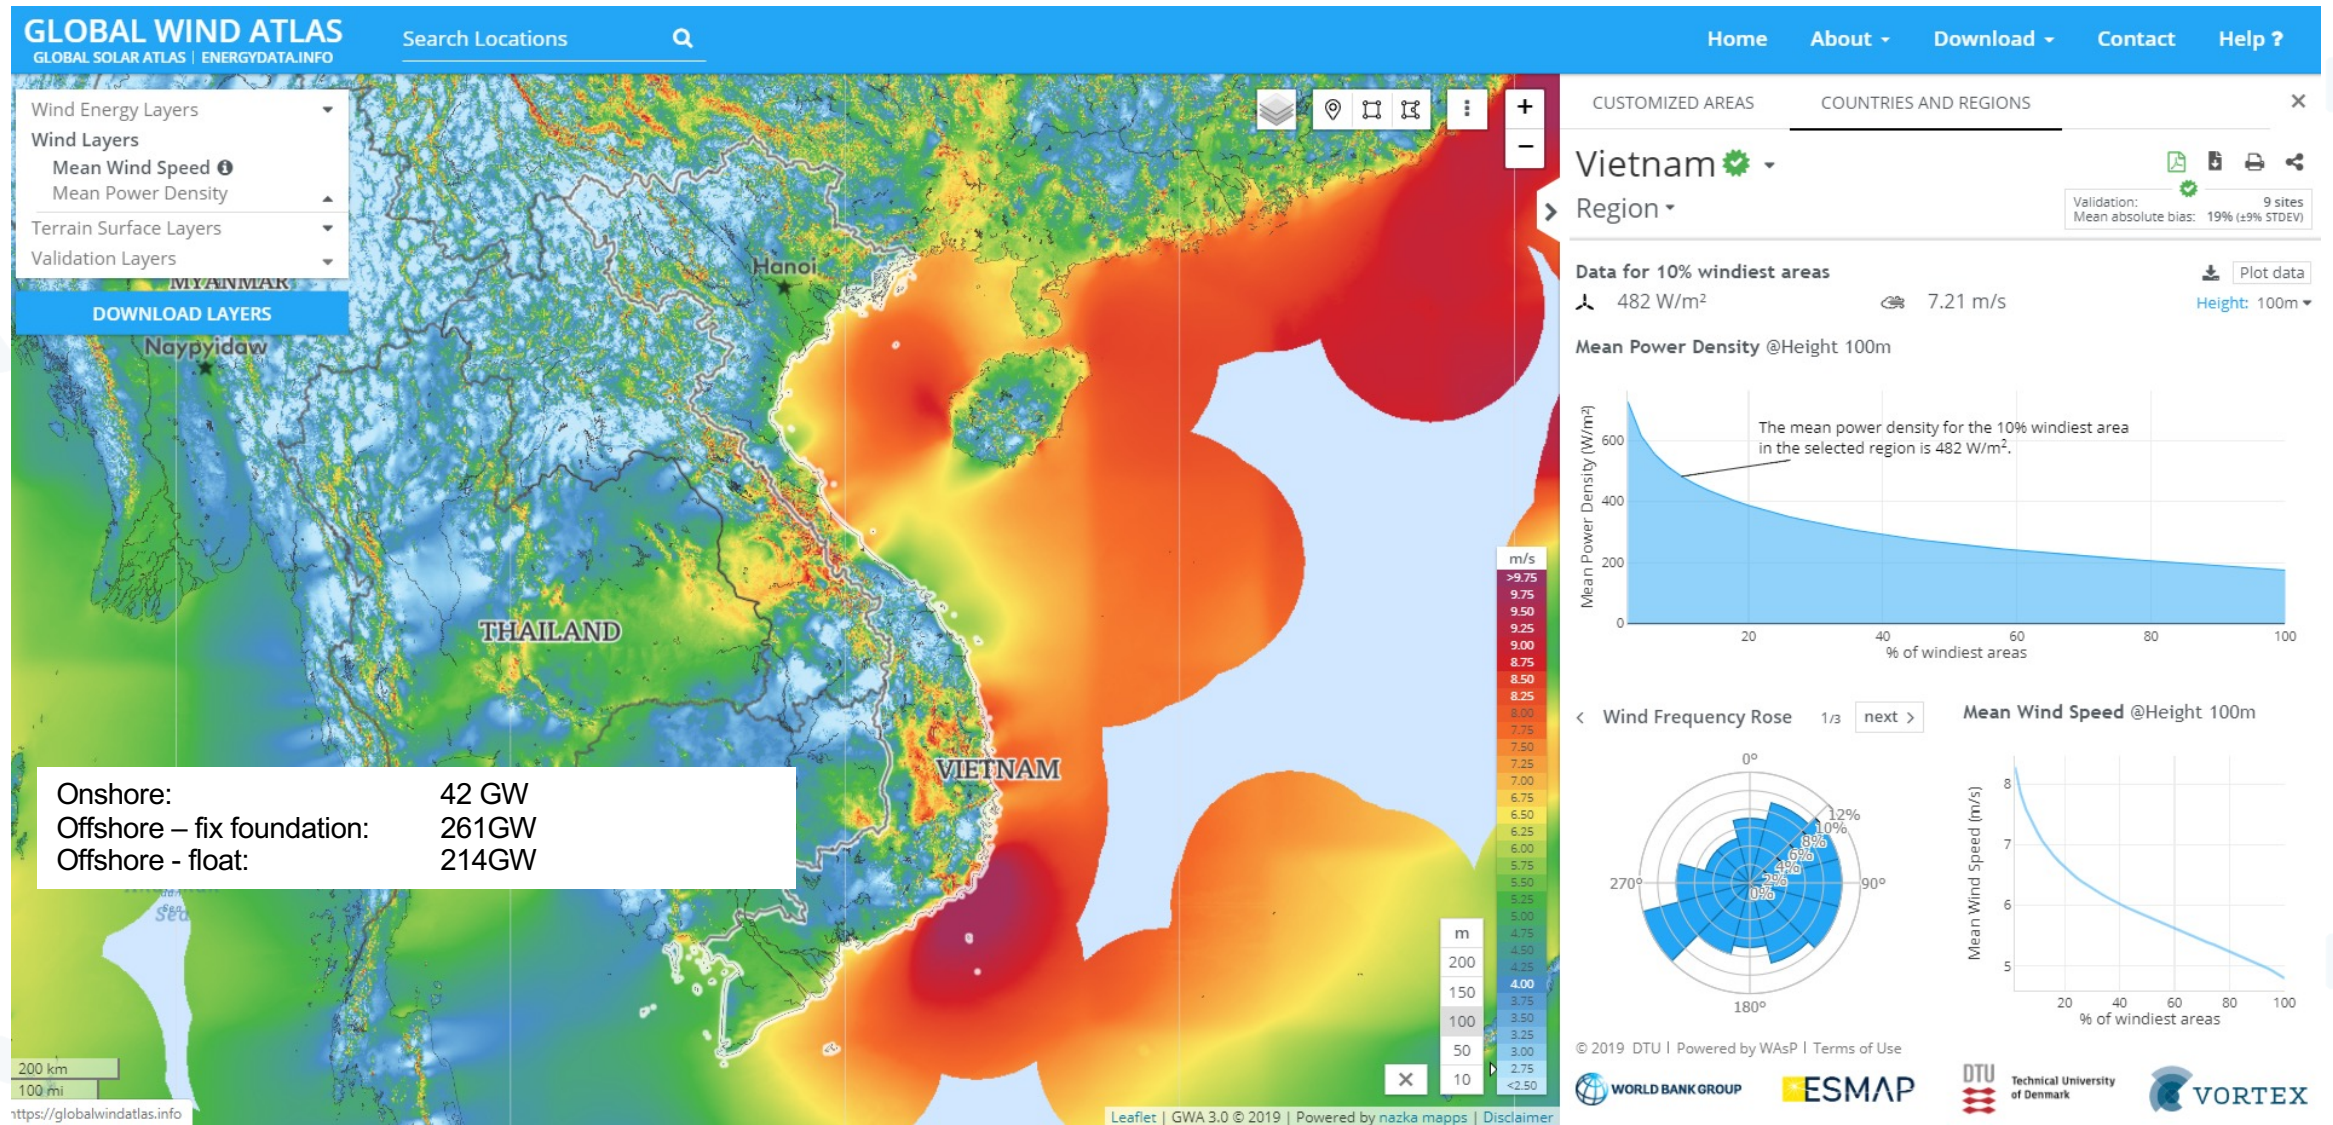 GLOBAL WIND ATLAS
GLOBAL SOLAR ATLAS | ENERGYDATA.INFO
Search Locations
Home
About
Download
Contact
Help ?
Wind Energy Layers
Wind Layers
Mean Wind Speed
Mean Power Density
Terrain Surface Layers
Validation Layers
DOWNLOAD LAYERS
MYANMAR
Naypyidaw
Hanoi
THAILAND
VIETNAM
Onshore: 42 GW
Offshore – fix foundation: 261GW
Offshore - float: 214GW
Sea
200 km
100 mi
https://globalwindatlas.info
+
−
m/s
>9.75
9.75
9.50
9.25
9.00
8.75
8.50
8.25
8.00
7.75
7.50
7.25
7.00
6.75
6.50
6.25
6.00
5.75
5.50
5.25
5.00
4.75
4.50
4.25
4.00
3.75
3.50
3.25
3.00
2.75
<2.50
m
200
150
100
50
10
Leaflet | GWA 3.0 © 2019 | Powered by nazka mapps | Disclaimer
CUSTOMIZED AREAS
COUNTRIES AND REGIONS
Vietnam
Region
Validation: 9 sites
Mean absolute bias: 19% (±9% STDEV)
Data for 10% windiest areas
Plot data
482 W/m²
7.21 m/s
Height: 100m
Mean Power Density @Height 100m
The mean power density for the 10% windiest area
in the selected region is 482 W/m².
Mean Power Density (W/m²)
600
400
200
0
20 40 60 80 100
% of windiest areas
Wind Frequency Rose
1/3
next
0°
90°
180°
270°
12%
10%
8%
6%
4%
2%
0%
Mean Wind Speed @Height 100m
Mean Wind Speed (m/s)
8
7
6
5
20 40 60 80 100
% of windiest areas
© 2019 DTU | Powered by WAsP | Terms of Use
WORLD BANK GROUP
ESMAP
DTU
Technical University
of Denmark
VORTEX